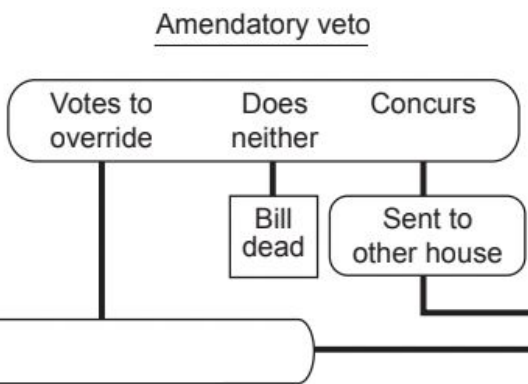 Amendatory veto
Votes to
override
Does
neither
Concurs
Bill
dead
Sent to
other house